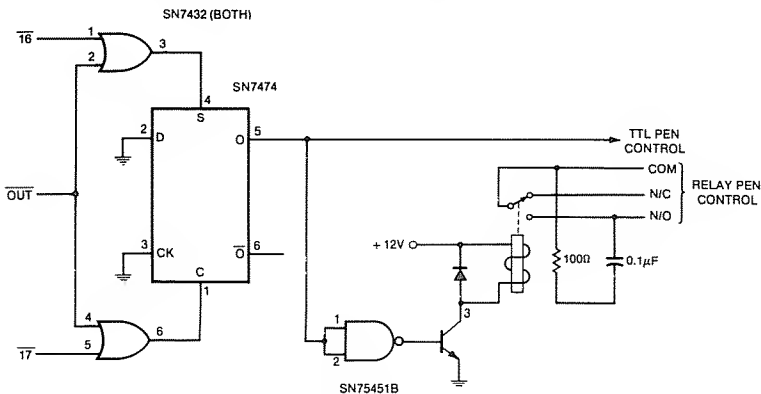 SN7432 (BOTH)
16
1
2
3
SN7474
4
S
2
D
O
5
TTL PEN
CONTROL
COM
N/C
N/O
RELAY PEN
CONTROL
OUT
3
CK
O
6
+ 12V
100Ω
0.1µF
C
1
4
5
6
17
3
1
2
SN75451B